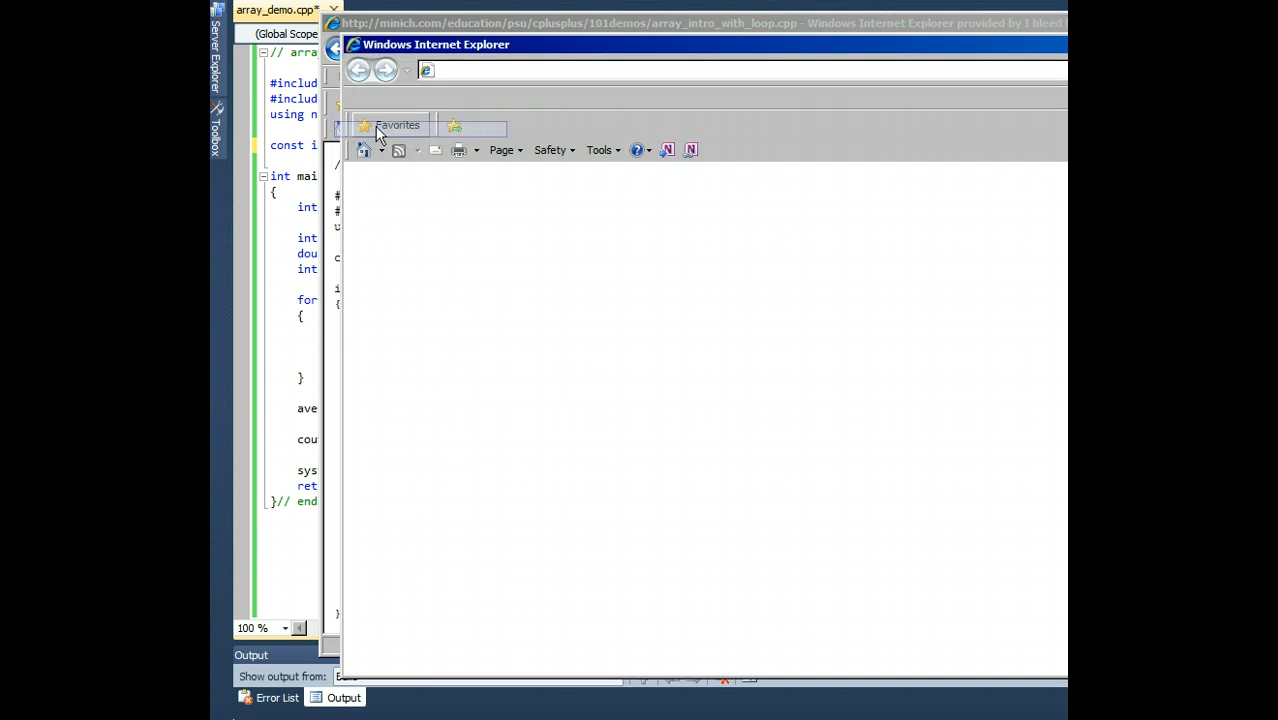 array_demo.cpp*
http://minich.com/education/psu/cplusplus/101demos/array_intro_with_loop.cpp - Windows Internet Explorer provided by I bleed
(Global Scope
Windows Internet Explorer
Server Explorer
Toolbox
// arra
#includ
#includ
using n
Favorites
const i
Page
Safety
Tools
int mai
{
int
int
dou
int
for
{
}
ave
cou
sys
ret
}// end
}
100 %
Output
Show output from:
Error List
Output